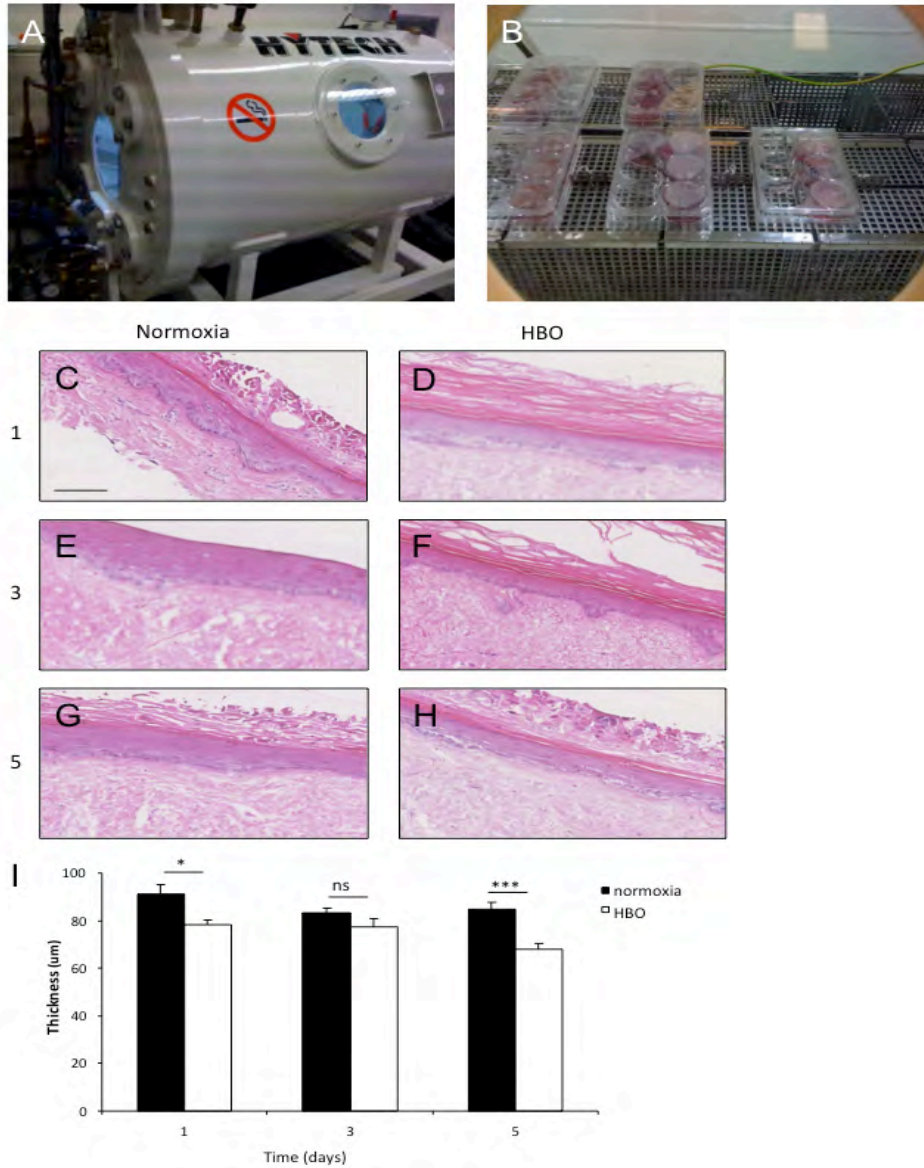 A
HYTECH
B
Normoxia
HBO
1
C
D
3
E
F
5
G
H
I
100
80
60
40
20
0
Thickness (um)
*
ns
***
normoxia
HBO
1
3
5
Time (days)